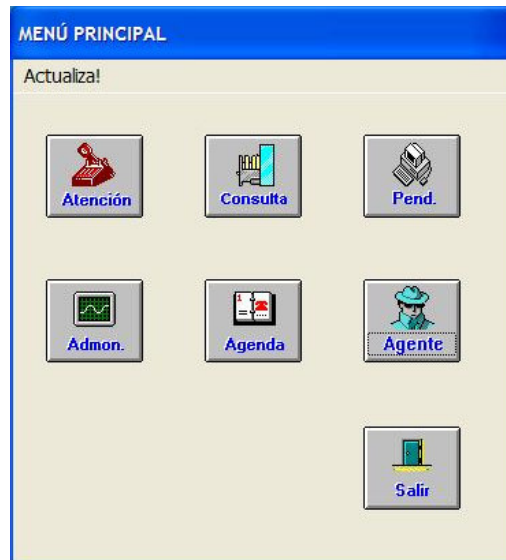 MENÚ PRINCIPAL
Actualiza!
Atención
Consulta
Pend.
Admon.
Agenda
Agente
Salir